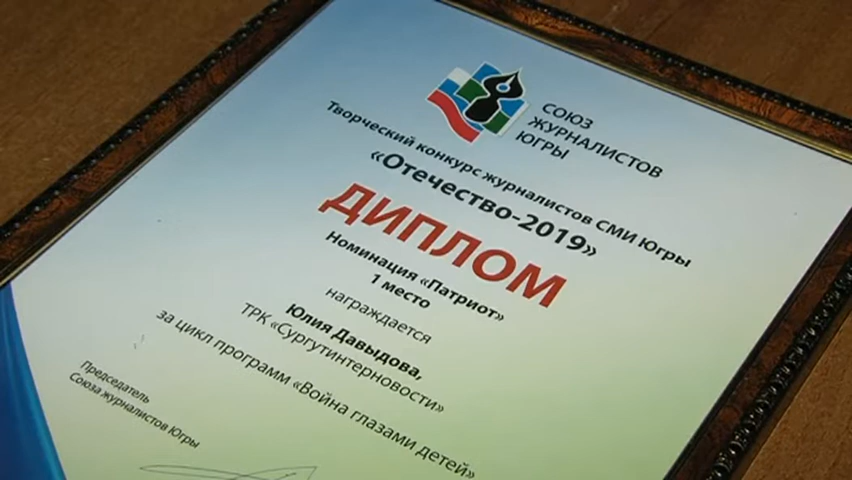 СОЮЗ
ЖУРНАЛИСТОВ
ЮГРЫ
Творческий конкурс журналистов СМИ Югры
«Отечество-2019»
ДИПЛОМ
Номинация «Патриот»
1 место
награждается
Юлия Давыдова,
ТРК «Сургутинтерновости»
за цикл программ «Война глазами детей»
Председатель
Союза журналистов Югры